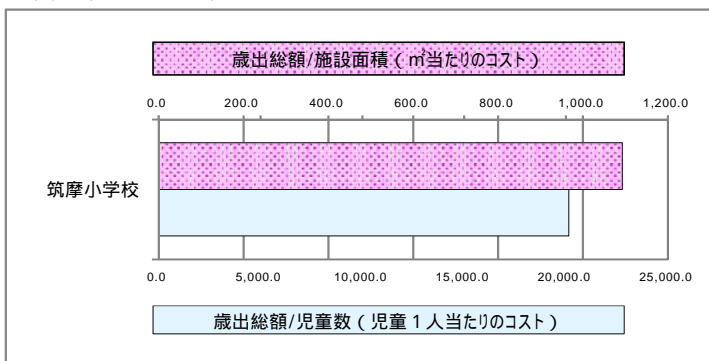 歳出総額/施設面積（㎡当たりのコスト）
0.0 200.0 400.0 600.0 800.0 1,000.0 1,200.0
筑摩小学校
0.0 5,000.0 10,000.0 15,000.0 20,000.0 25,000.0
歳出総額/児童数（児童１人当たりのコスト）